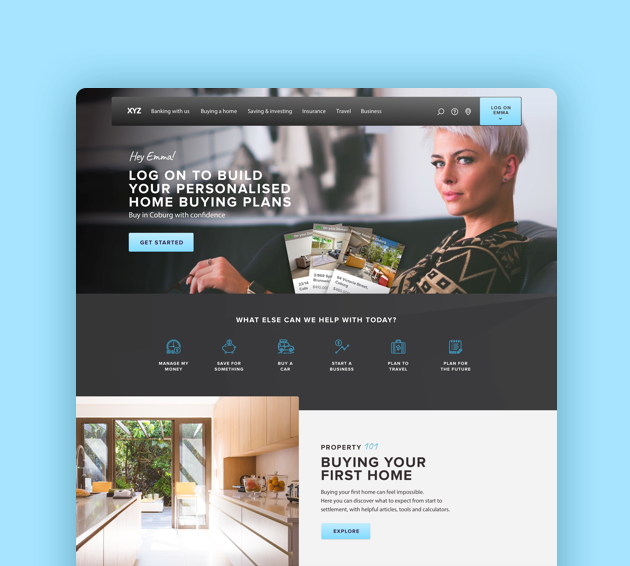 XYZ
Banking with us
Buying a home
Saving & investing
Insurance
Travel
Business
LOG ON
EMMA
Hey Emma!
LOG ON TO BUILD
YOUR PERSONALISED
HOME BUYING PLANS
Buy in Coburg with confidence
GET STARTED
44 Victoria Street,
Coburg
WHAT ELSE CAN WE HELP WITH TODAY?
MANAGE MY
MONEY
SAVE FOR
SOMETHING
BUY A
CAR
START A
BUSINESS
PLAN TO
TRAVEL
PLAN FOR
THE FUTURE
PROPERTY 101
BUYING YOUR
FIRST HOME
Buying your first home can feel impossible.
Here you can discover what to expect from start to
settlement, with helpful articles, tools and calculators.
EXPLORE